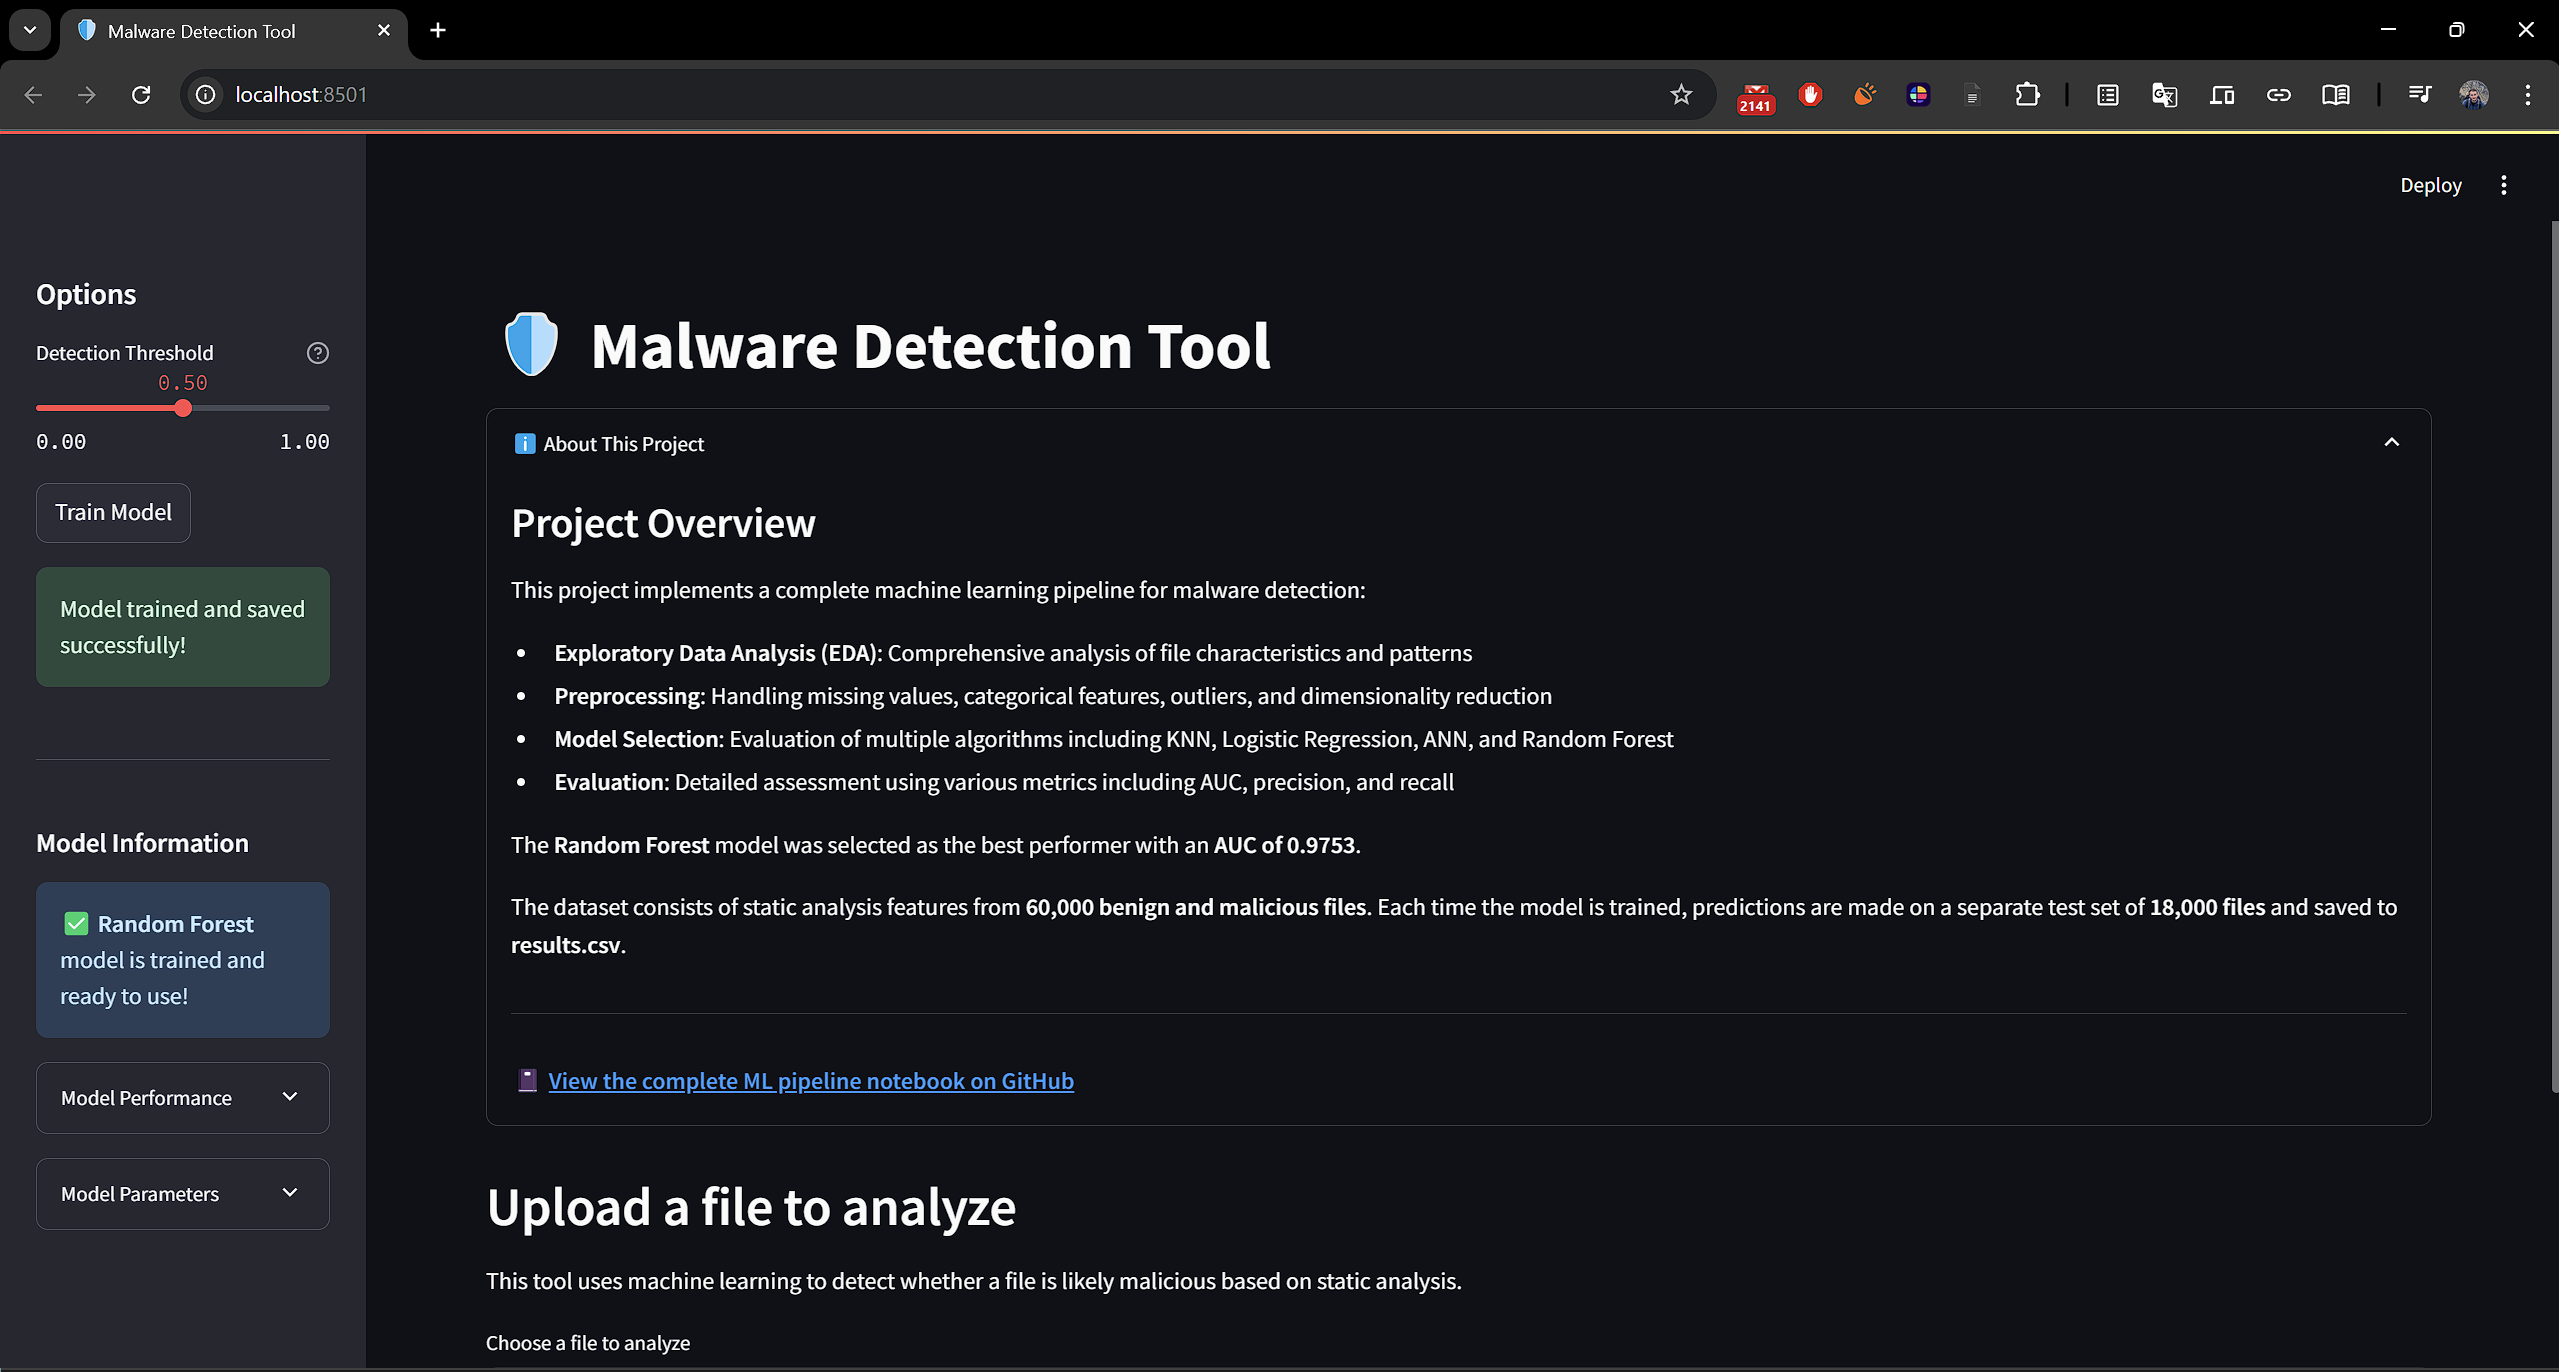 Malware Detection Tool
localhost:8501
2141
Deploy
Options
Detection Threshold
0.50
0.00 1.00
Train Model
Model trained and saved
successfully!
Model Information
✅ Random Forest
model is trained and
ready to use!
Model Performance
Model Parameters
Malware Detection Tool
ℹ️ About This Project
Project Overview
This project implements a complete machine learning pipeline for malware detection:
• Exploratory Data Analysis (EDA): Comprehensive analysis of file characteristics and patterns
• Preprocessing: Handling missing values, categorical features, outliers, and dimensionality reduction
• Model Selection: Evaluation of multiple algorithms including KNN, Logistic Regression, ANN, and Random Forest
• Evaluation: Detailed assessment using various metrics including AUC, precision, and recall
The Random Forest model was selected as the best performer with an AUC of 0.9753.
The dataset consists of static analysis features from 60,000 benign and malicious files. Each time the model is trained, predictions are made on a separate test set of 18,000 files and saved to
results.csv.
View the complete ML pipeline notebook on GitHub
Upload a file to analyze
This tool uses machine learning to detect whether a file is likely malicious based on static analysis.
Choose a file to analyze